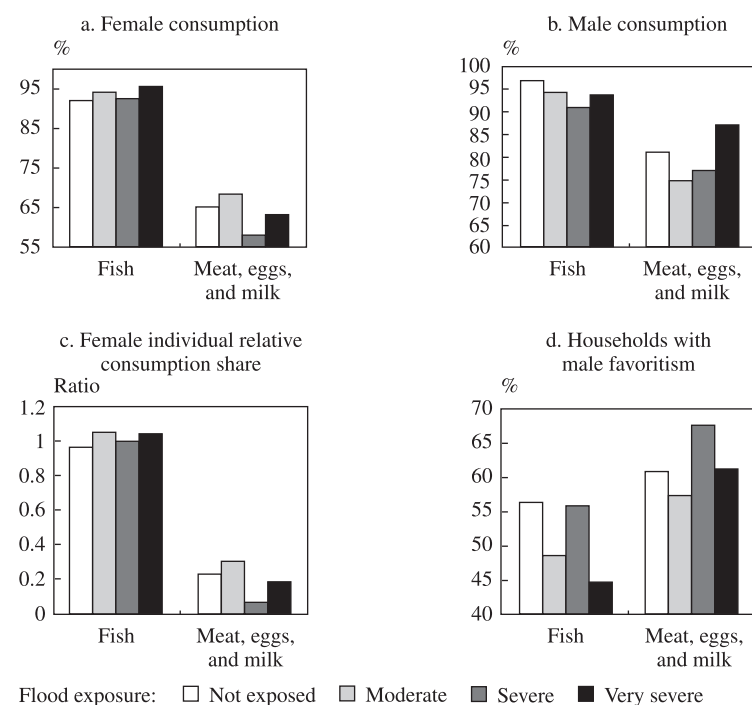 a. Female consumption
%
95
85
75
65
55
Fish
Meat, eggs,
and milk
b. Male consumption
%
100
95
90
85
80
75
70
65
60
Fish
Meat, eggs,
and milk
c. Female individual relative
consumption share
Ratio
1.2
1
0.8
0.6
0.4
0.2
0
Fish
Meat, eggs,
and milk
d. Households with
male favoritism
%
70
65
60
55
50
45
40
Fish
Meat, eggs,
and milk
Flood exposure: Not exposed Moderate Severe Very severe